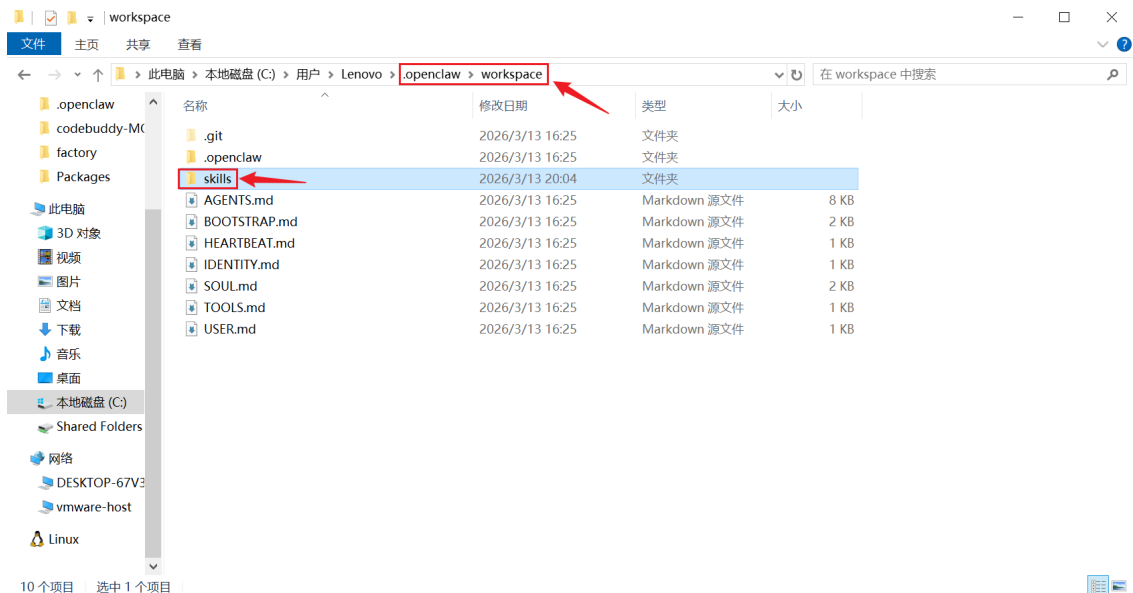 workspace
文件 主页 共享 查看
此电脑 本地磁盘 (C:) 用户 Lenovo .openclaw workspace 在 workspace 中搜索
名称 修改日期 类型 大小
.openclaw
codebuddy-MC
factory
Packages
此电脑
3D 对象
视频
图片
文档
下载
音乐
桌面
本地磁盘 (C:)
Shared Folders
网络
DESKTOP-67V3
vmware-host
Linux
.git 2026/3/13 16:25 文件夹
.openclaw 2026/3/13 16:25 文件夹
skills 2026/3/13 20:04 文件夹
AGENTS.md 2026/3/13 16:25 Markdown 源文件 8 KB
BOOTSTRAP.md 2026/3/13 16:25 Markdown 源文件 2 KB
HEARTBEAT.md 2026/3/13 16:25 Markdown 源文件 1 KB
IDENTITY.md 2026/3/13 16:25 Markdown 源文件 1 KB
SOUL.md 2026/3/13 16:25 Markdown 源文件 2 KB
TOOLS.md 2026/3/13 16:25 Markdown 源文件 1 KB
USER.md 2026/3/13 16:25 Markdown 源文件 1 KB
10 个项目 选中 1 个项目